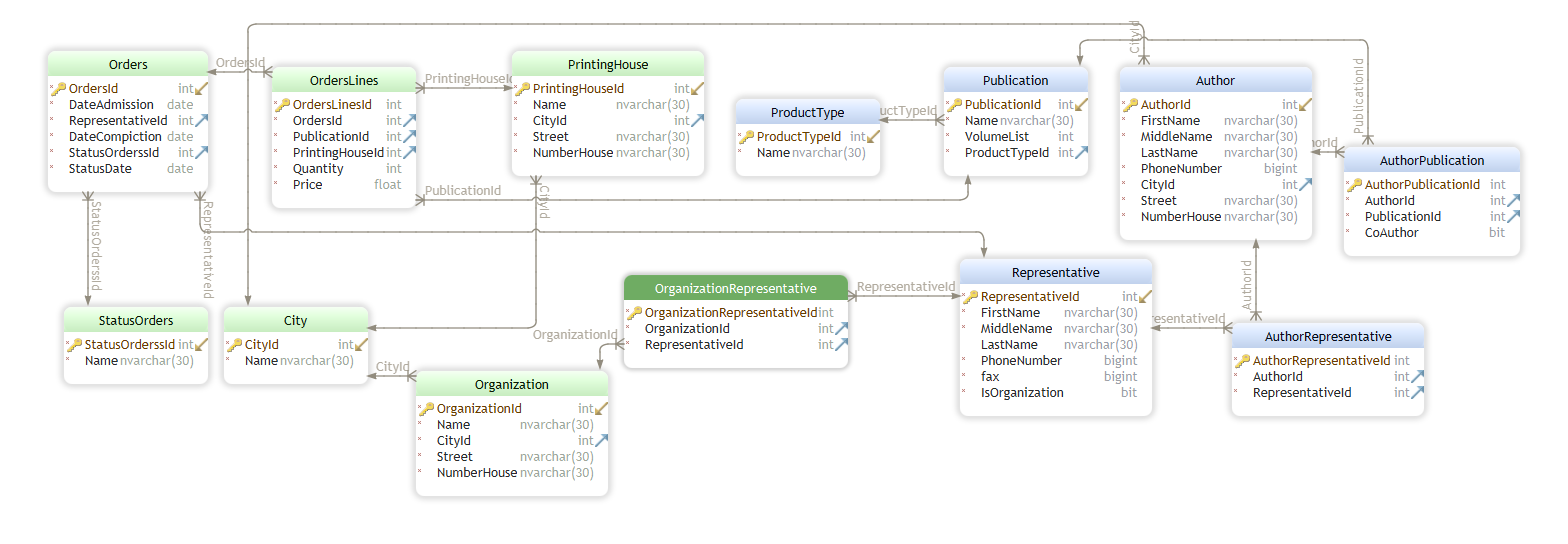 Orders
OrdersId int
DateAdmission date
RepresentativeId int
DateCompiction date
StatusOrderssId int
StatusDate date
OrdersId
OrdersLines
OrdersLinesId int
OrdersId int
PublicationId int
PrintingHouseId int
Quantity int
Price float
PrintingHouseId
PublicationId
PrintingHouse
PrintingHouseId int
Name nvarchar(30)
CityId int
Street nvarchar(30)
NumberHouse nvarchar(30)
CityId
ProductType
ProductTypeId int
Name nvarchar(30)
uctTypeId
Publication
PublicationId int
Name nvarchar(30)
VolumeList int
ProductTypeId int
CityId
Author
AuthorId int
FirstName nvarchar(30)
MiddleName nvarchar(30)
LastName nvarchar(30)
PhoneNumber bigint
CityId int
Street nvarchar(30)
NumberHouse nvarchar(30)
PublicationId
orId
AuthorPublication
AuthorPublicationId int
AuthorId int
PublicationId int
CoAuthor bit
StatusOrderssId
RepresentativeId
StatusOrders
StatusOrderssId int
Name nvarchar(30)
City
CityId int
Name nvarchar(30)
CityId
Organization
OrganizationId int
Name nvarchar(30)
CityId int
Street nvarchar(30)
NumberHouse nvarchar(30)
OrganizationId
OrganizationRepresentative
OrganizationRepresentativeId int
OrganizationId int
RepresentativeId int
RepresentativeId
Representative
RepresentativeId int
FirstName nvarchar(30)
MiddleName nvarchar(30)
LastName nvarchar(30)
PhoneNumber bigint
fax bigint
IsOrganization bit
AuthorId
resentativeId
AuthorRepresentative
AuthorRepresentativeId int
AuthorId int
RepresentativeId int